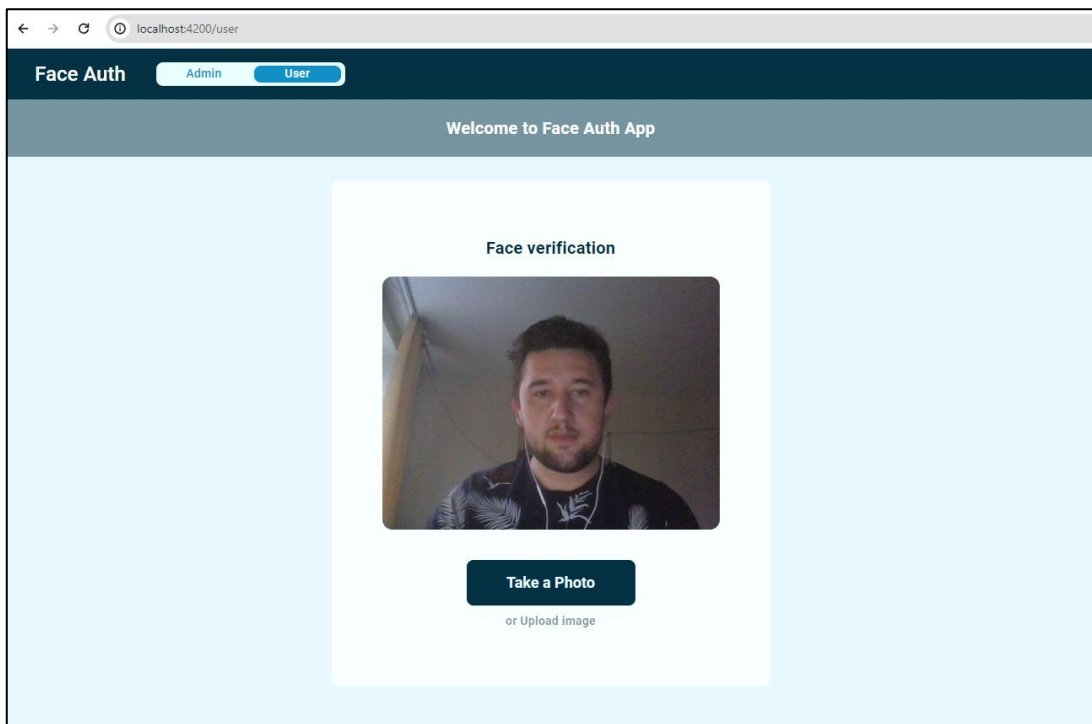 localhost:4200/user
Face Auth Admin User
Welcome to Face Auth App
Face verification
Take a Photo
or Upload image